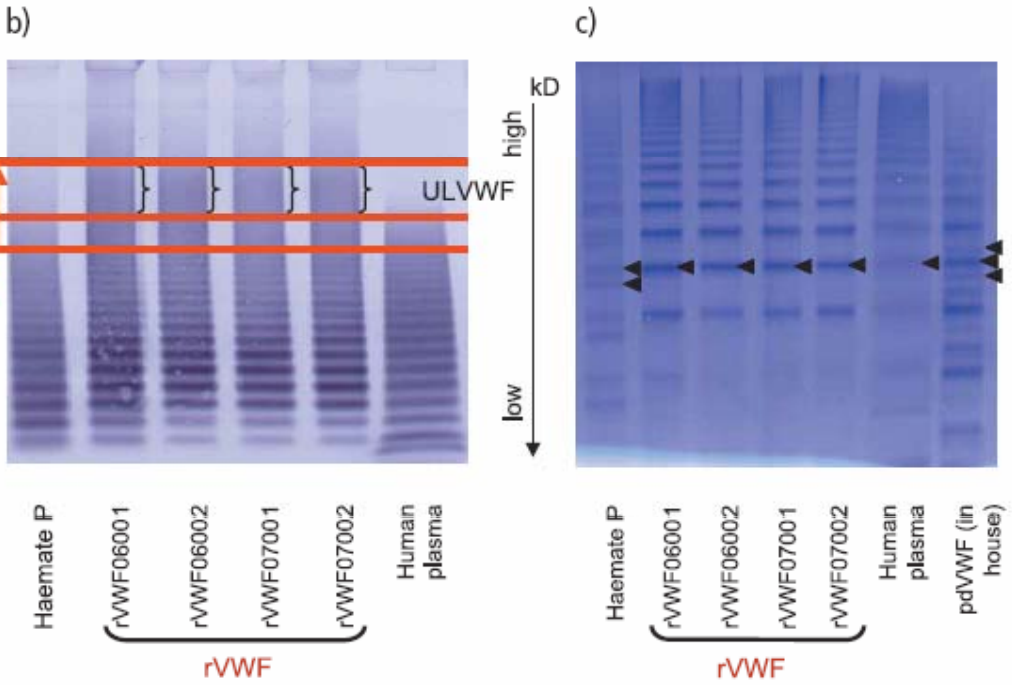 b)
c)
kD
high
ULVWF
low
Haemate P
rVWF06001
rVWF06002
rVWF07001
rVWF07002
Human
plasma
rVWF
Haemate P
rVWF06001
rVWF06002
rVWF07001
rVWF07002
Human
plasma
pdVWF (in
house)
rVWF